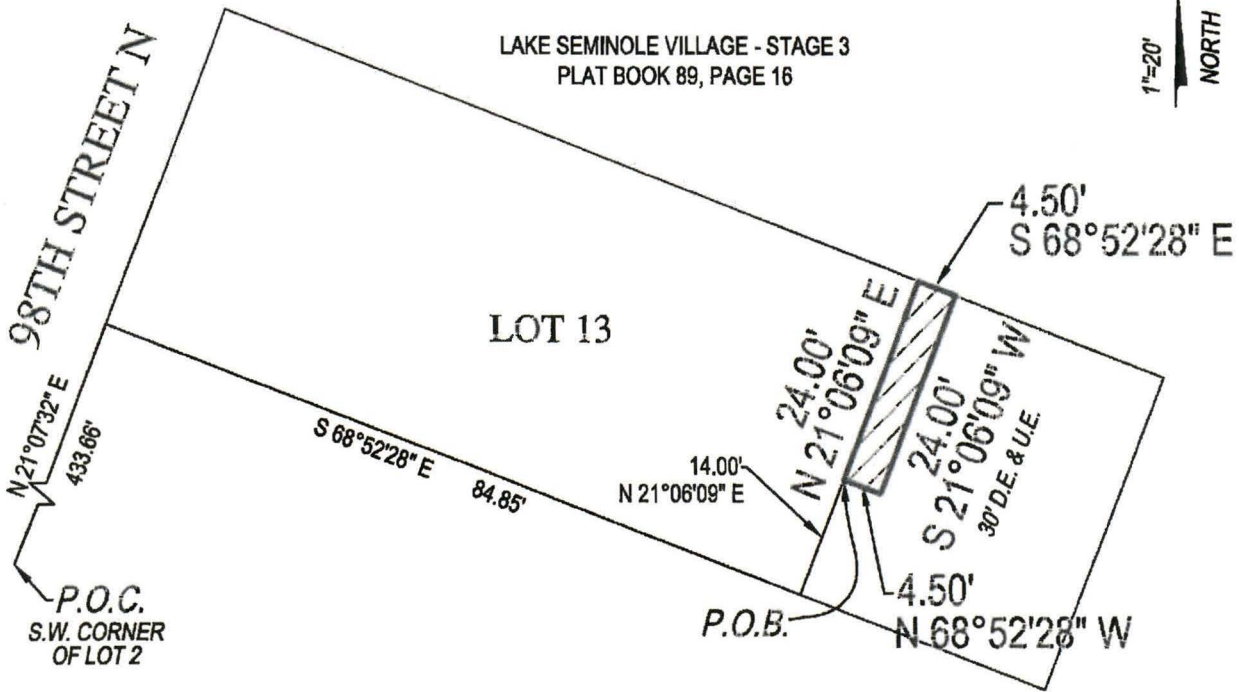 LAKE SEMINOLE VILLAGE - STAGE 3
PLAT BOOK 89, PAGE 16
1"=20'
NORTH
98TH STREET N
4.50'
S 68°52'28" E
LOT 13
24.00'
N 21°06'09" E
24.00'
S 21°06'09" W
30' D.E. & U.E.
N 21°07'32" E
433.66'
S 68°52'28" E
84.85'
14.00'
N 21°06'09" E
P.O.C.
S.W. CORNER
OF LOT 2
P.O.B.
4.50'
N 68°52'28" W